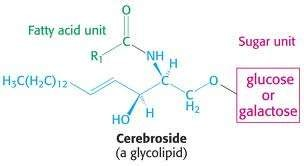 O
Fatty acid unit
Sugar unit
R₁ C NH
H
H₃C(H₂C)₁₂
C O
H₂
glucose
or
galactose
HO H H
Cerebroside
(a glycolipid)